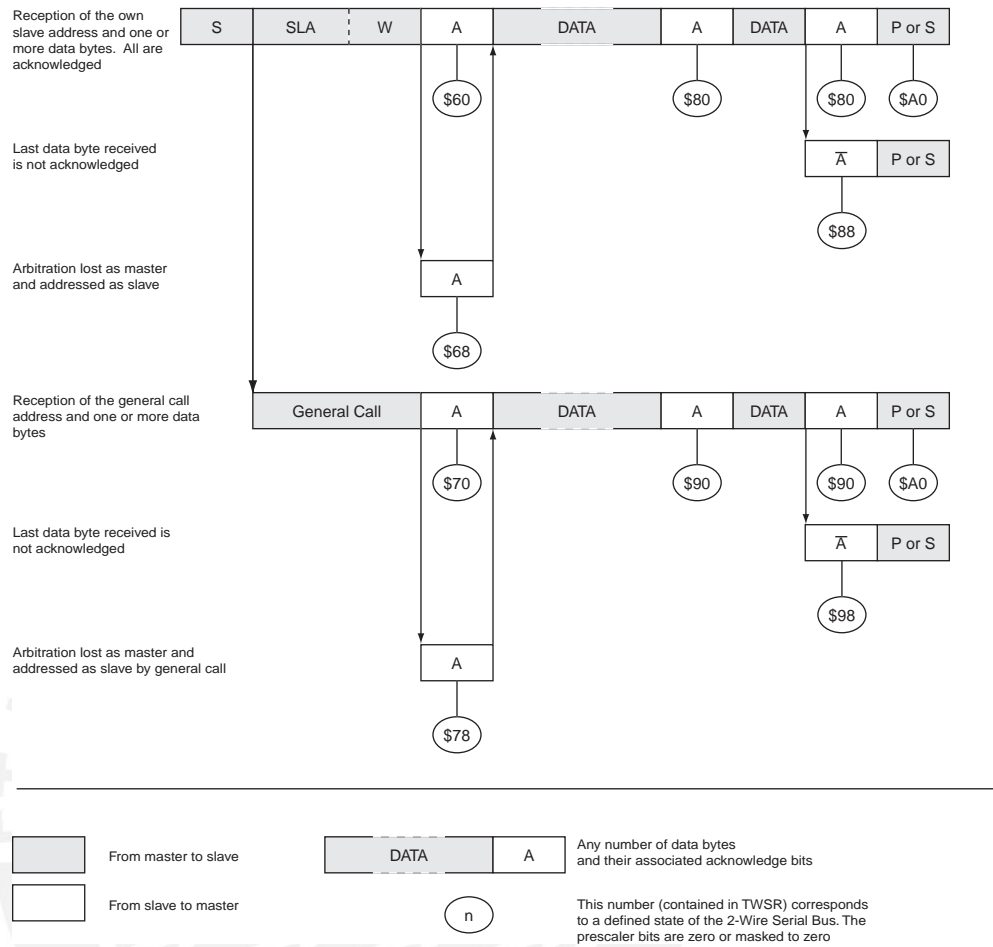 Reception of the own
slave address and one or
more data bytes.  All are
acknowledged
S SLA W A DATA A DATA A P or S
$60 $80 $80 $A0
Last data byte received
is not acknowledged
A̅ P or S
$88
Arbitration lost as master
and addressed as slave
A
$68
Reception of the general call
address and one or more data
bytes
General Call A DATA A DATA A P or S
$70 $90 $90 $A0
Last data byte received is
not acknowledged
A̅ P or S
$98
Arbitration lost as master and
addressed as slave by general call
A
$78
From master to slave
DATA A
Any number of data bytes
and their associated acknowledge bits
From slave to master
n
This number (contained in TWSR) corresponds
to a defined state of the 2-Wire Serial Bus. The
prescaler bits are zero or masked to zero